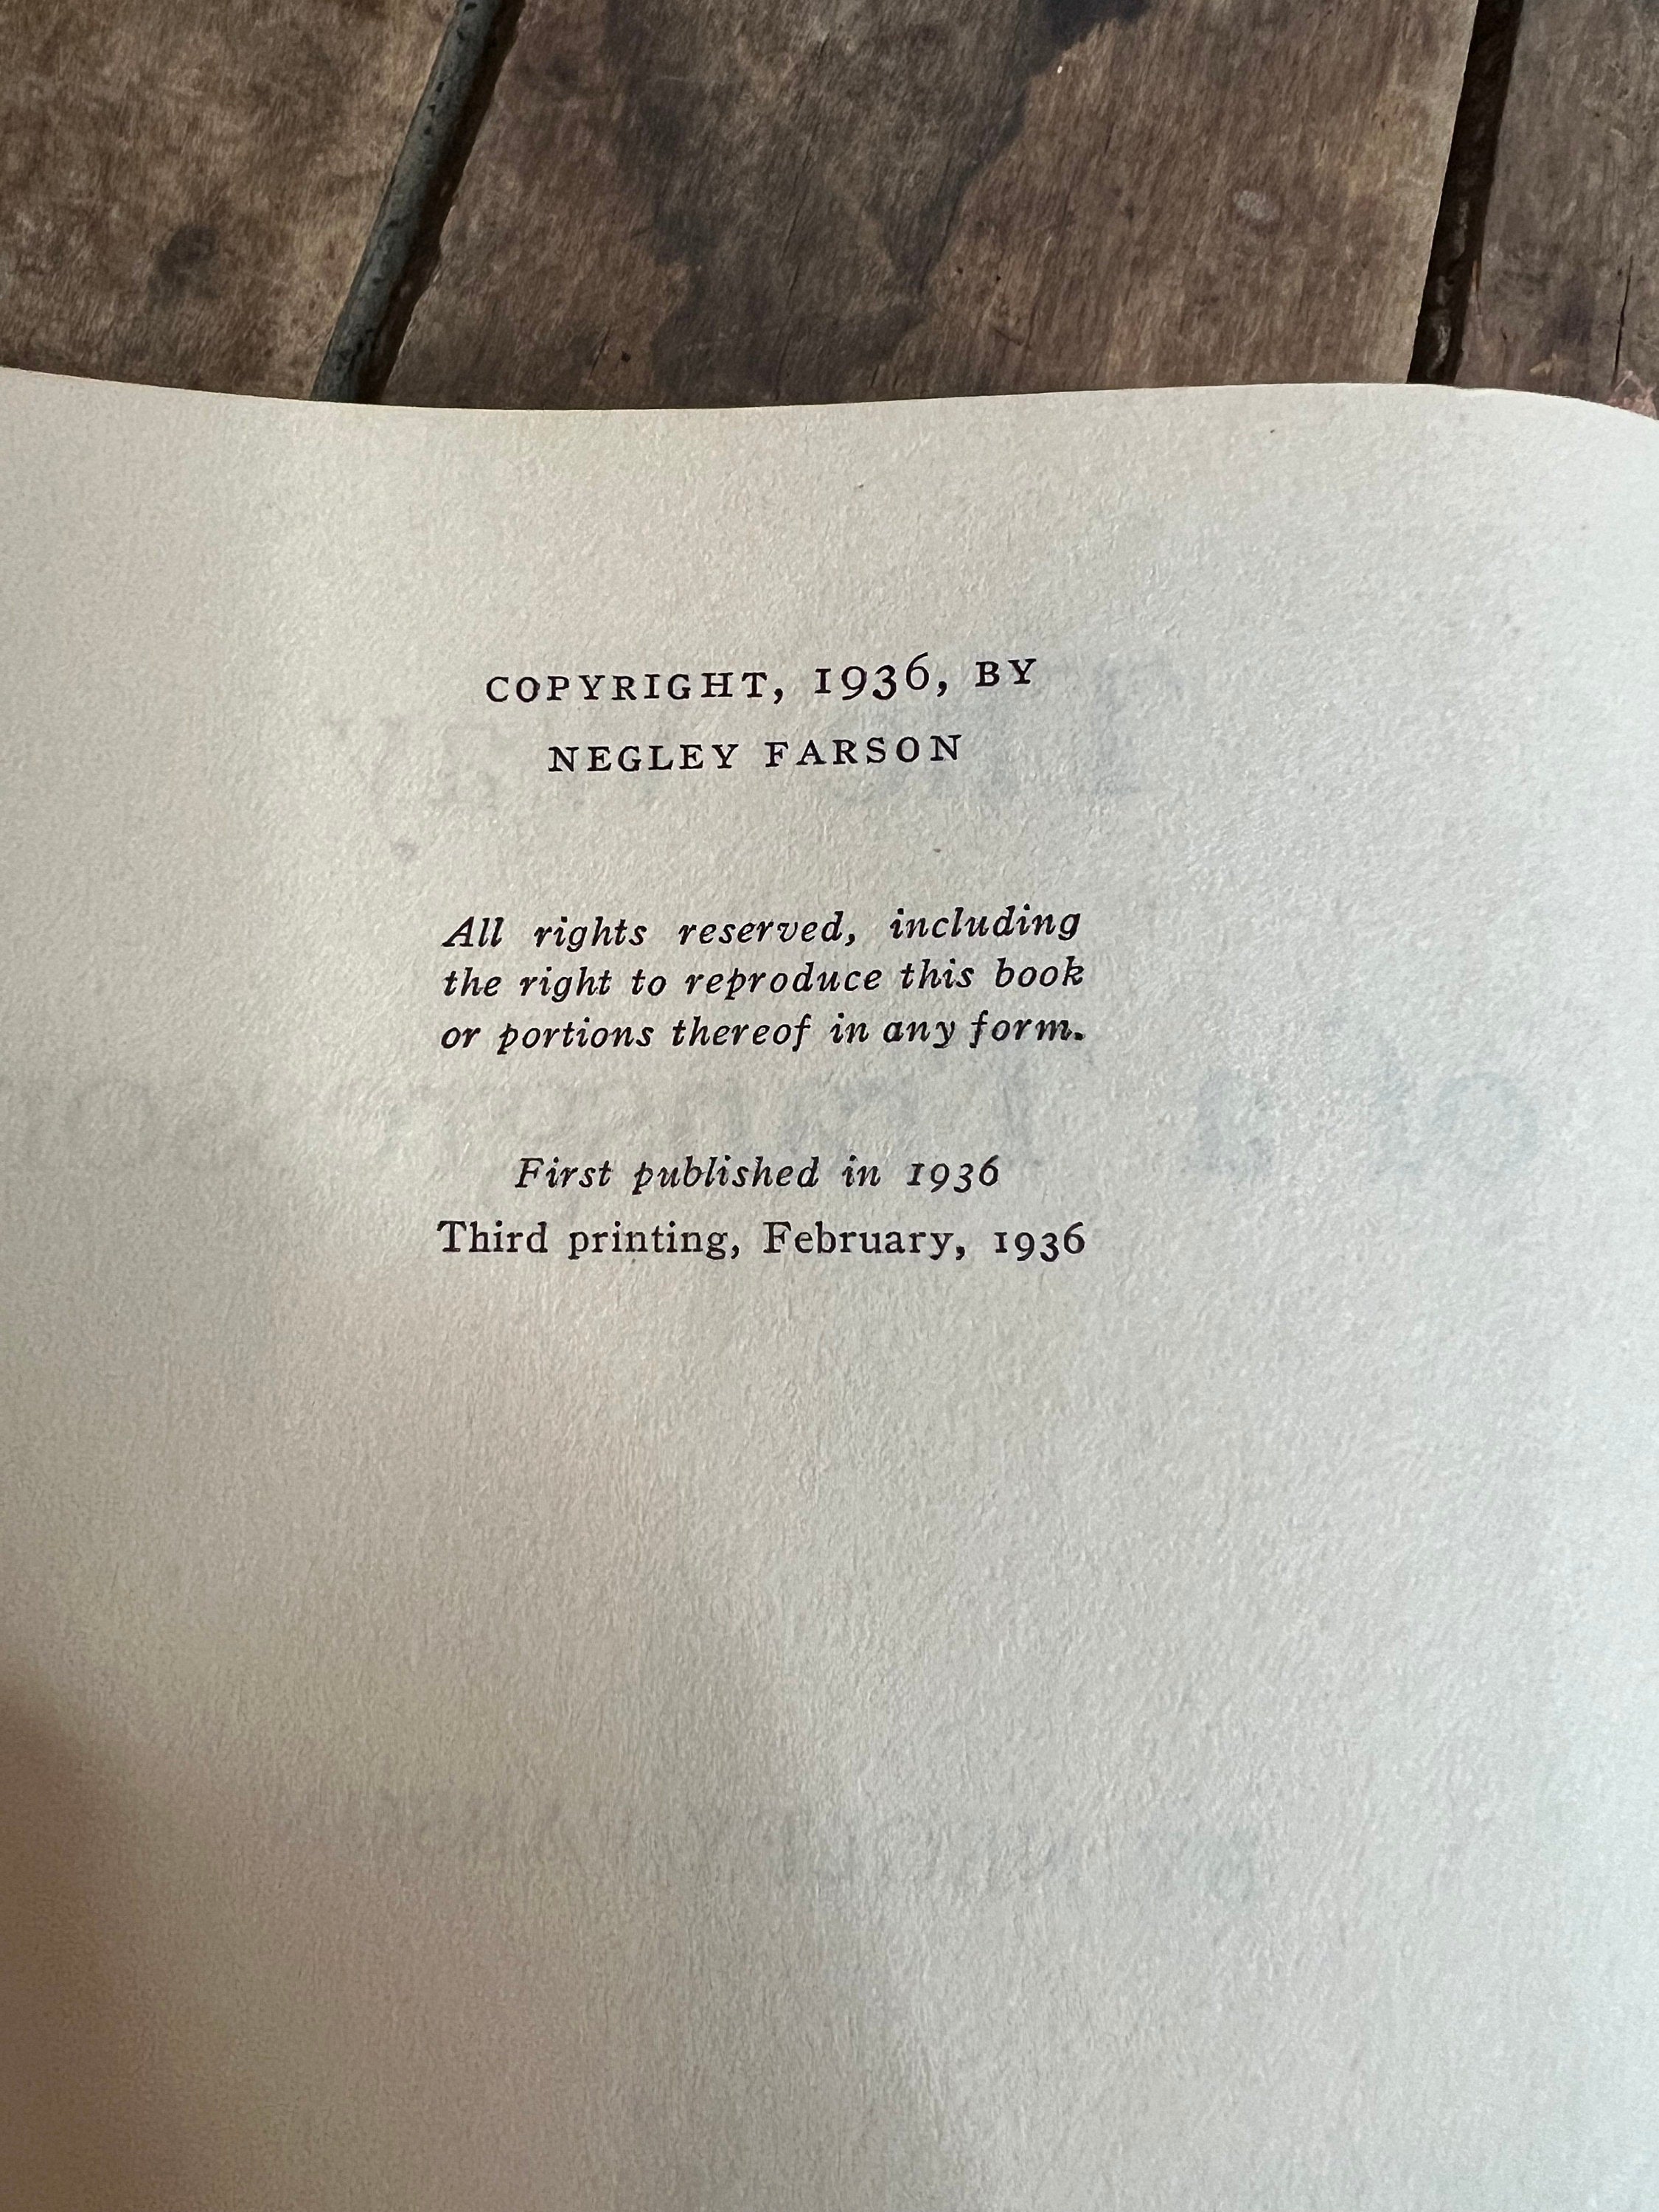 COPYRIGHT, 1936, BY
NEGLEY FARSON
All rights reserved, including
the right to reproduce this book
or portions thereof in any form.
First published in 1936
Third printing, February, 1936